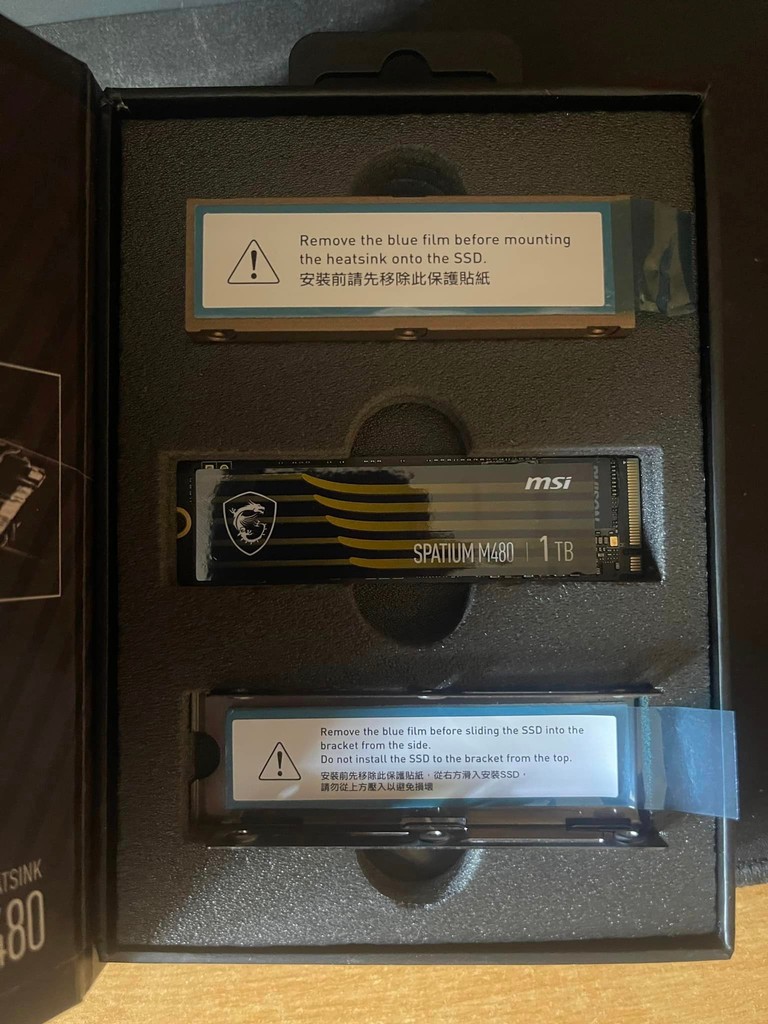 Remove the blue film before mounting
the heatsink onto the SSD.
安裝前請先移除此保護貼紙
msi
SPATIUM M480 | 1 TB
Remove the blue film before sliding the SSD into the
bracket from the side.
Do not install the SSD to the bracket from the top.
安裝前先移除此保護貼紙，從右方滑入安裝SSD，
請勿從上方壓入以避免損壞
ATSINK
480